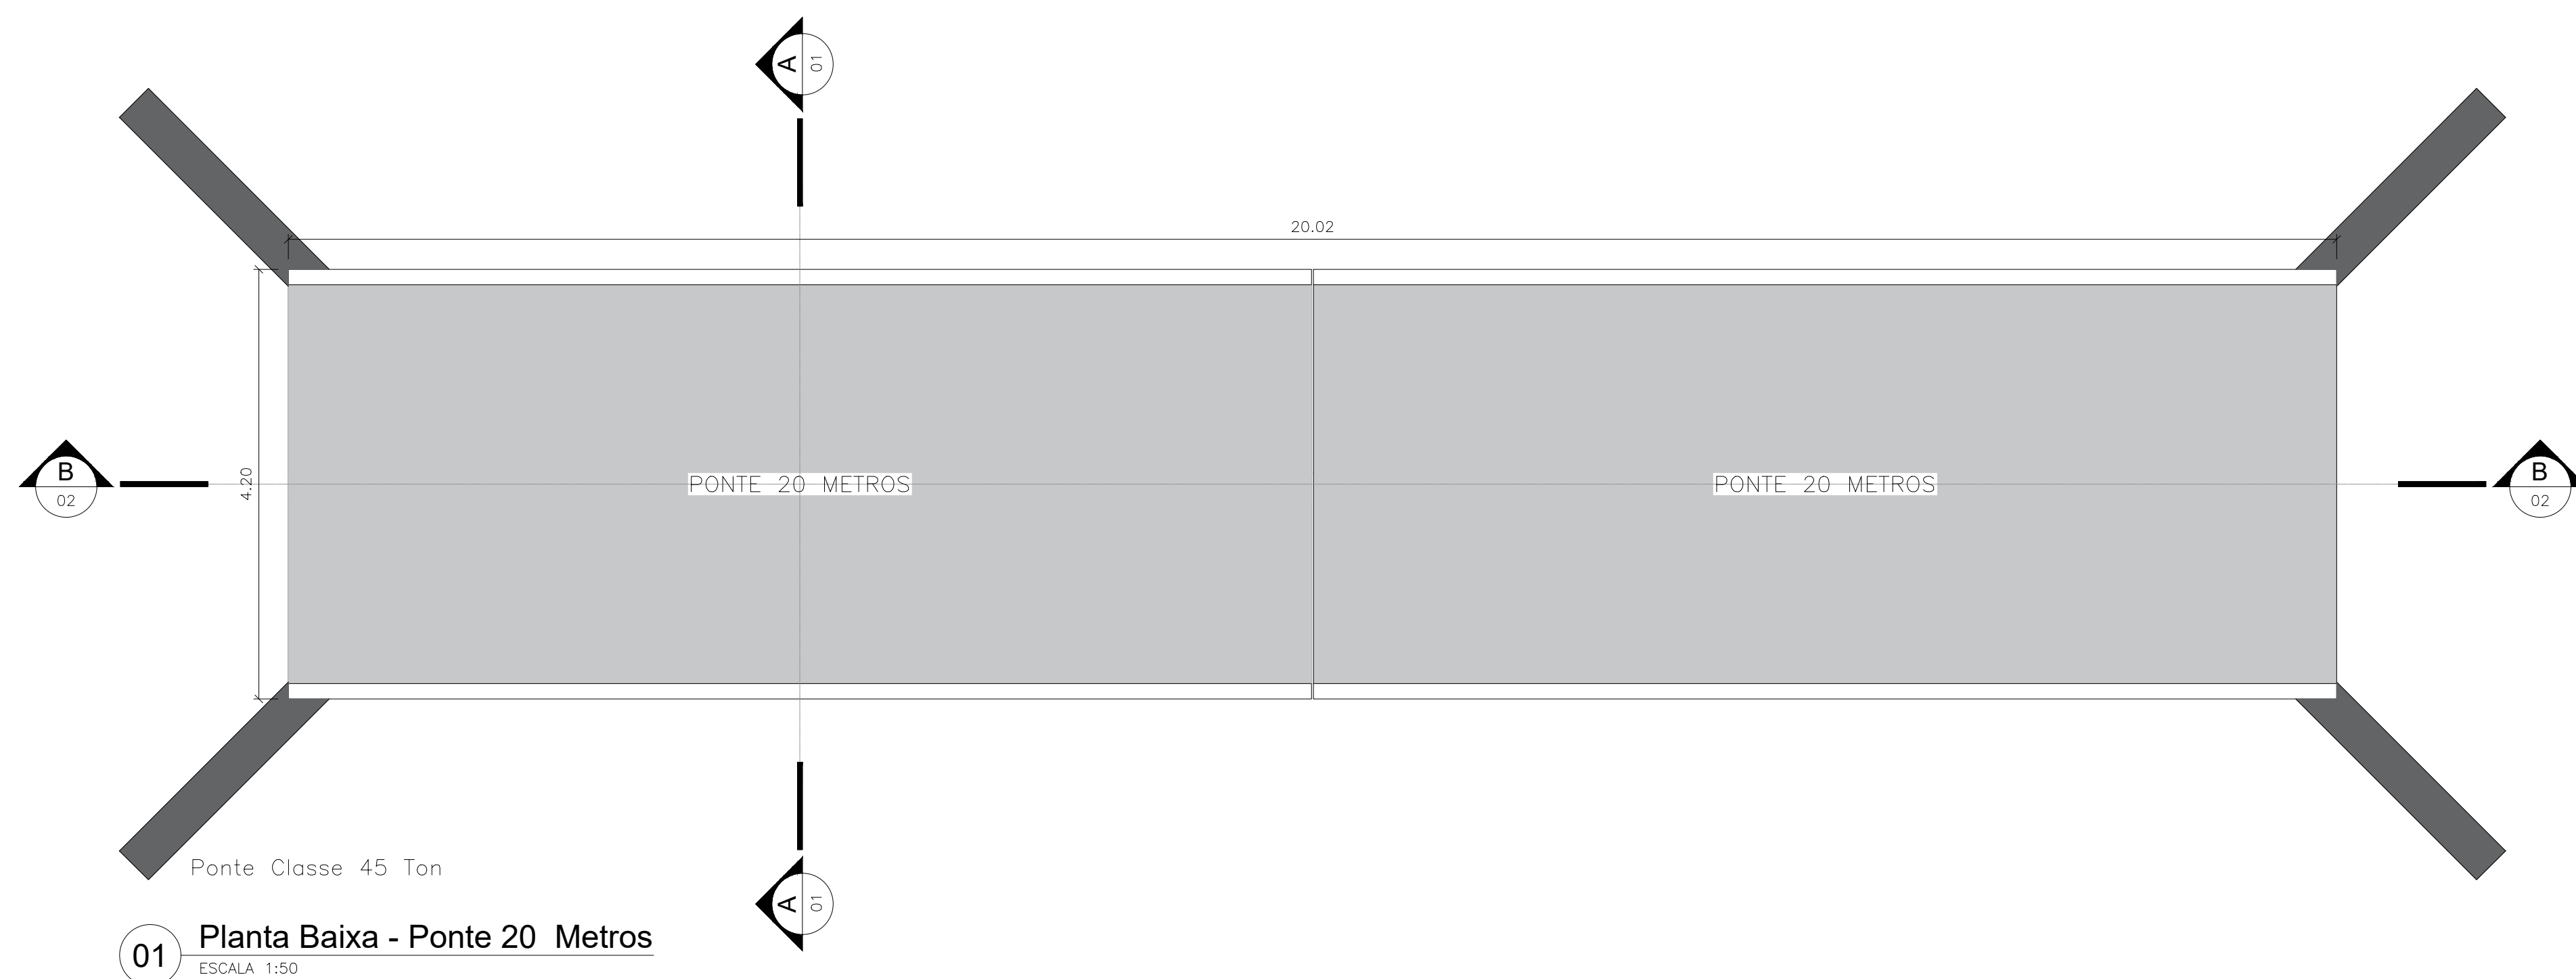 A
01
20.02
B
02
4.20
PONTE 20 METROS
PONTE 20 METROS
B
02
Ponte Classe 45 Ton
A
01
01
Planta Baixa - Ponte 20 Metros
ESCALA 1:50